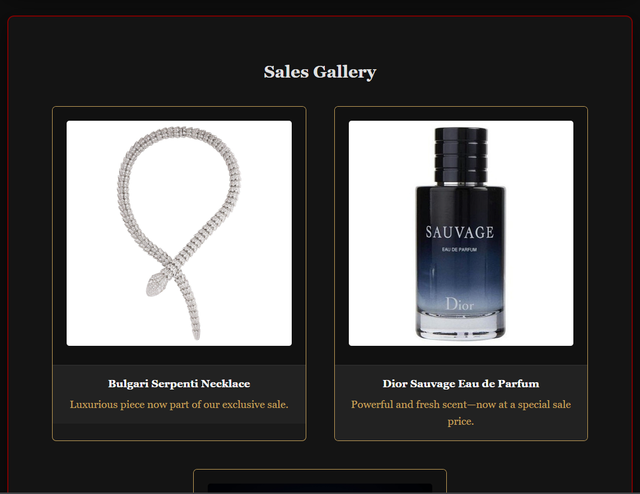 Sales Gallery
SAUVAGE
EAU DE PARFUM
Dior
Bulgari Serpenti Necklace
Luxurious piece now part of our exclusive sale.
Dior Sauvage Eau de Parfum
Powerful and fresh scent—now at a special sale
price.